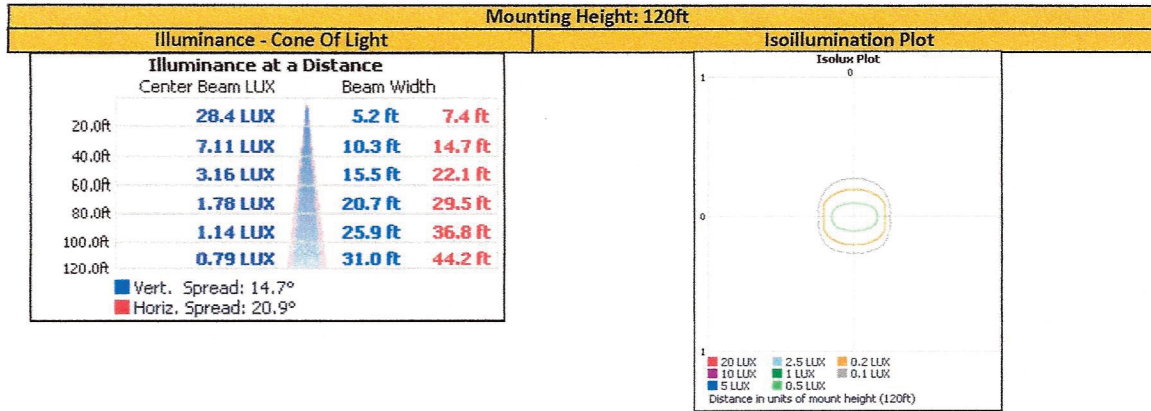 Mounting Height: 120ft
Illuminance - Cone Of Light
Isoillumination Plot
Illuminance at a Distance
Center Beam LUX Beam Width
20.0ft 28.4 LUX 5.2 ft 7.4 ft
40.0ft 7.11 LUX 10.3 ft 14.7 ft
60.0ft 3.16 LUX 15.5 ft 22.1 ft
80.0ft 1.78 LUX 20.7 ft 29.5 ft
100.0ft 1.14 LUX 25.9 ft 36.8 ft
120.0ft 0.79 LUX 31.0 ft 44.2 ft
Vert. Spread: 14.7°
Horiz. Spread: 20.9°
Isolux Plot
0
1
0
1
20 LUX 2.5 LUX 0.2 LUX
10 LUX 1 LUX 0.1 LUX
5 LUX 0.5 LUX
Distance in units of mount height (120ft)